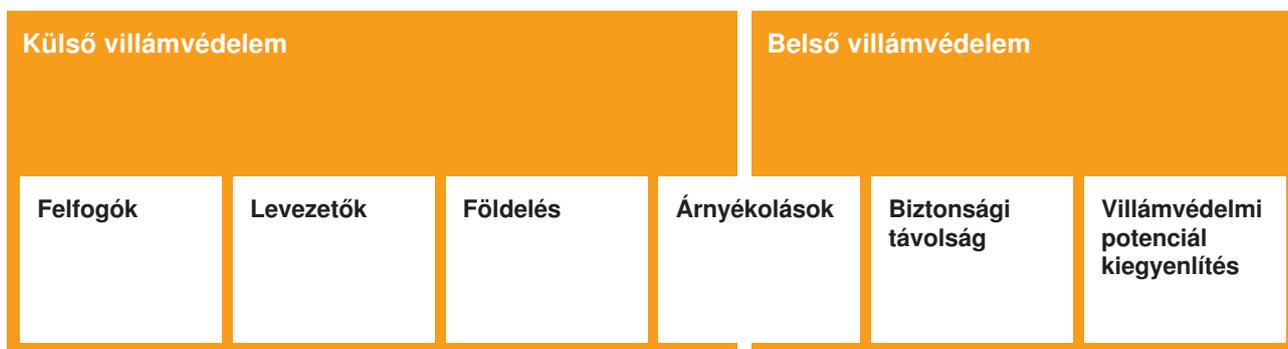 Külső villámvédelem
Belső villámvédelem
Felfogók
Levezetők
Földelés
Árnyékolások
Biztonsági
távolság
Villámvédelmi
potenciál
kiegyenlítés